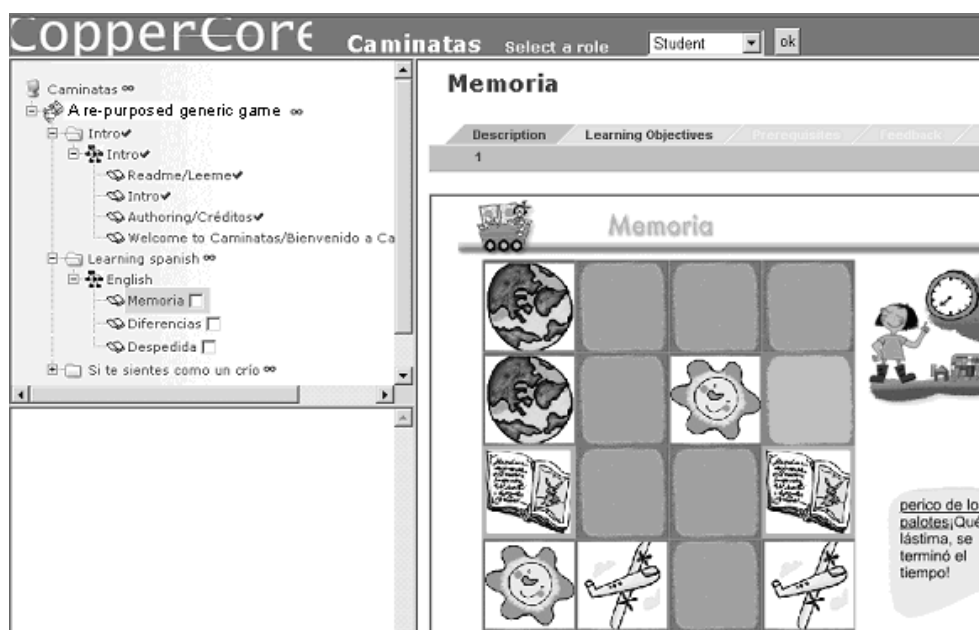 CopperCore
Caminatas Select a role Student ok
Caminatas
A re-purposed generic game
Intro
Intro
Readme/Leeme
Intro
Authoring/Créditos
Welcome to Caminatas/Bienvenido a Ca
Learning spanish
English
Memoria
Diferencias
Despedida
Si te sientes como un crío
Memoria
Description Learning Objectives Prerequisites Feedback
1
Memoria
perico de lo
palotes¡Qué
lástima, se
terminó el
tiempo!